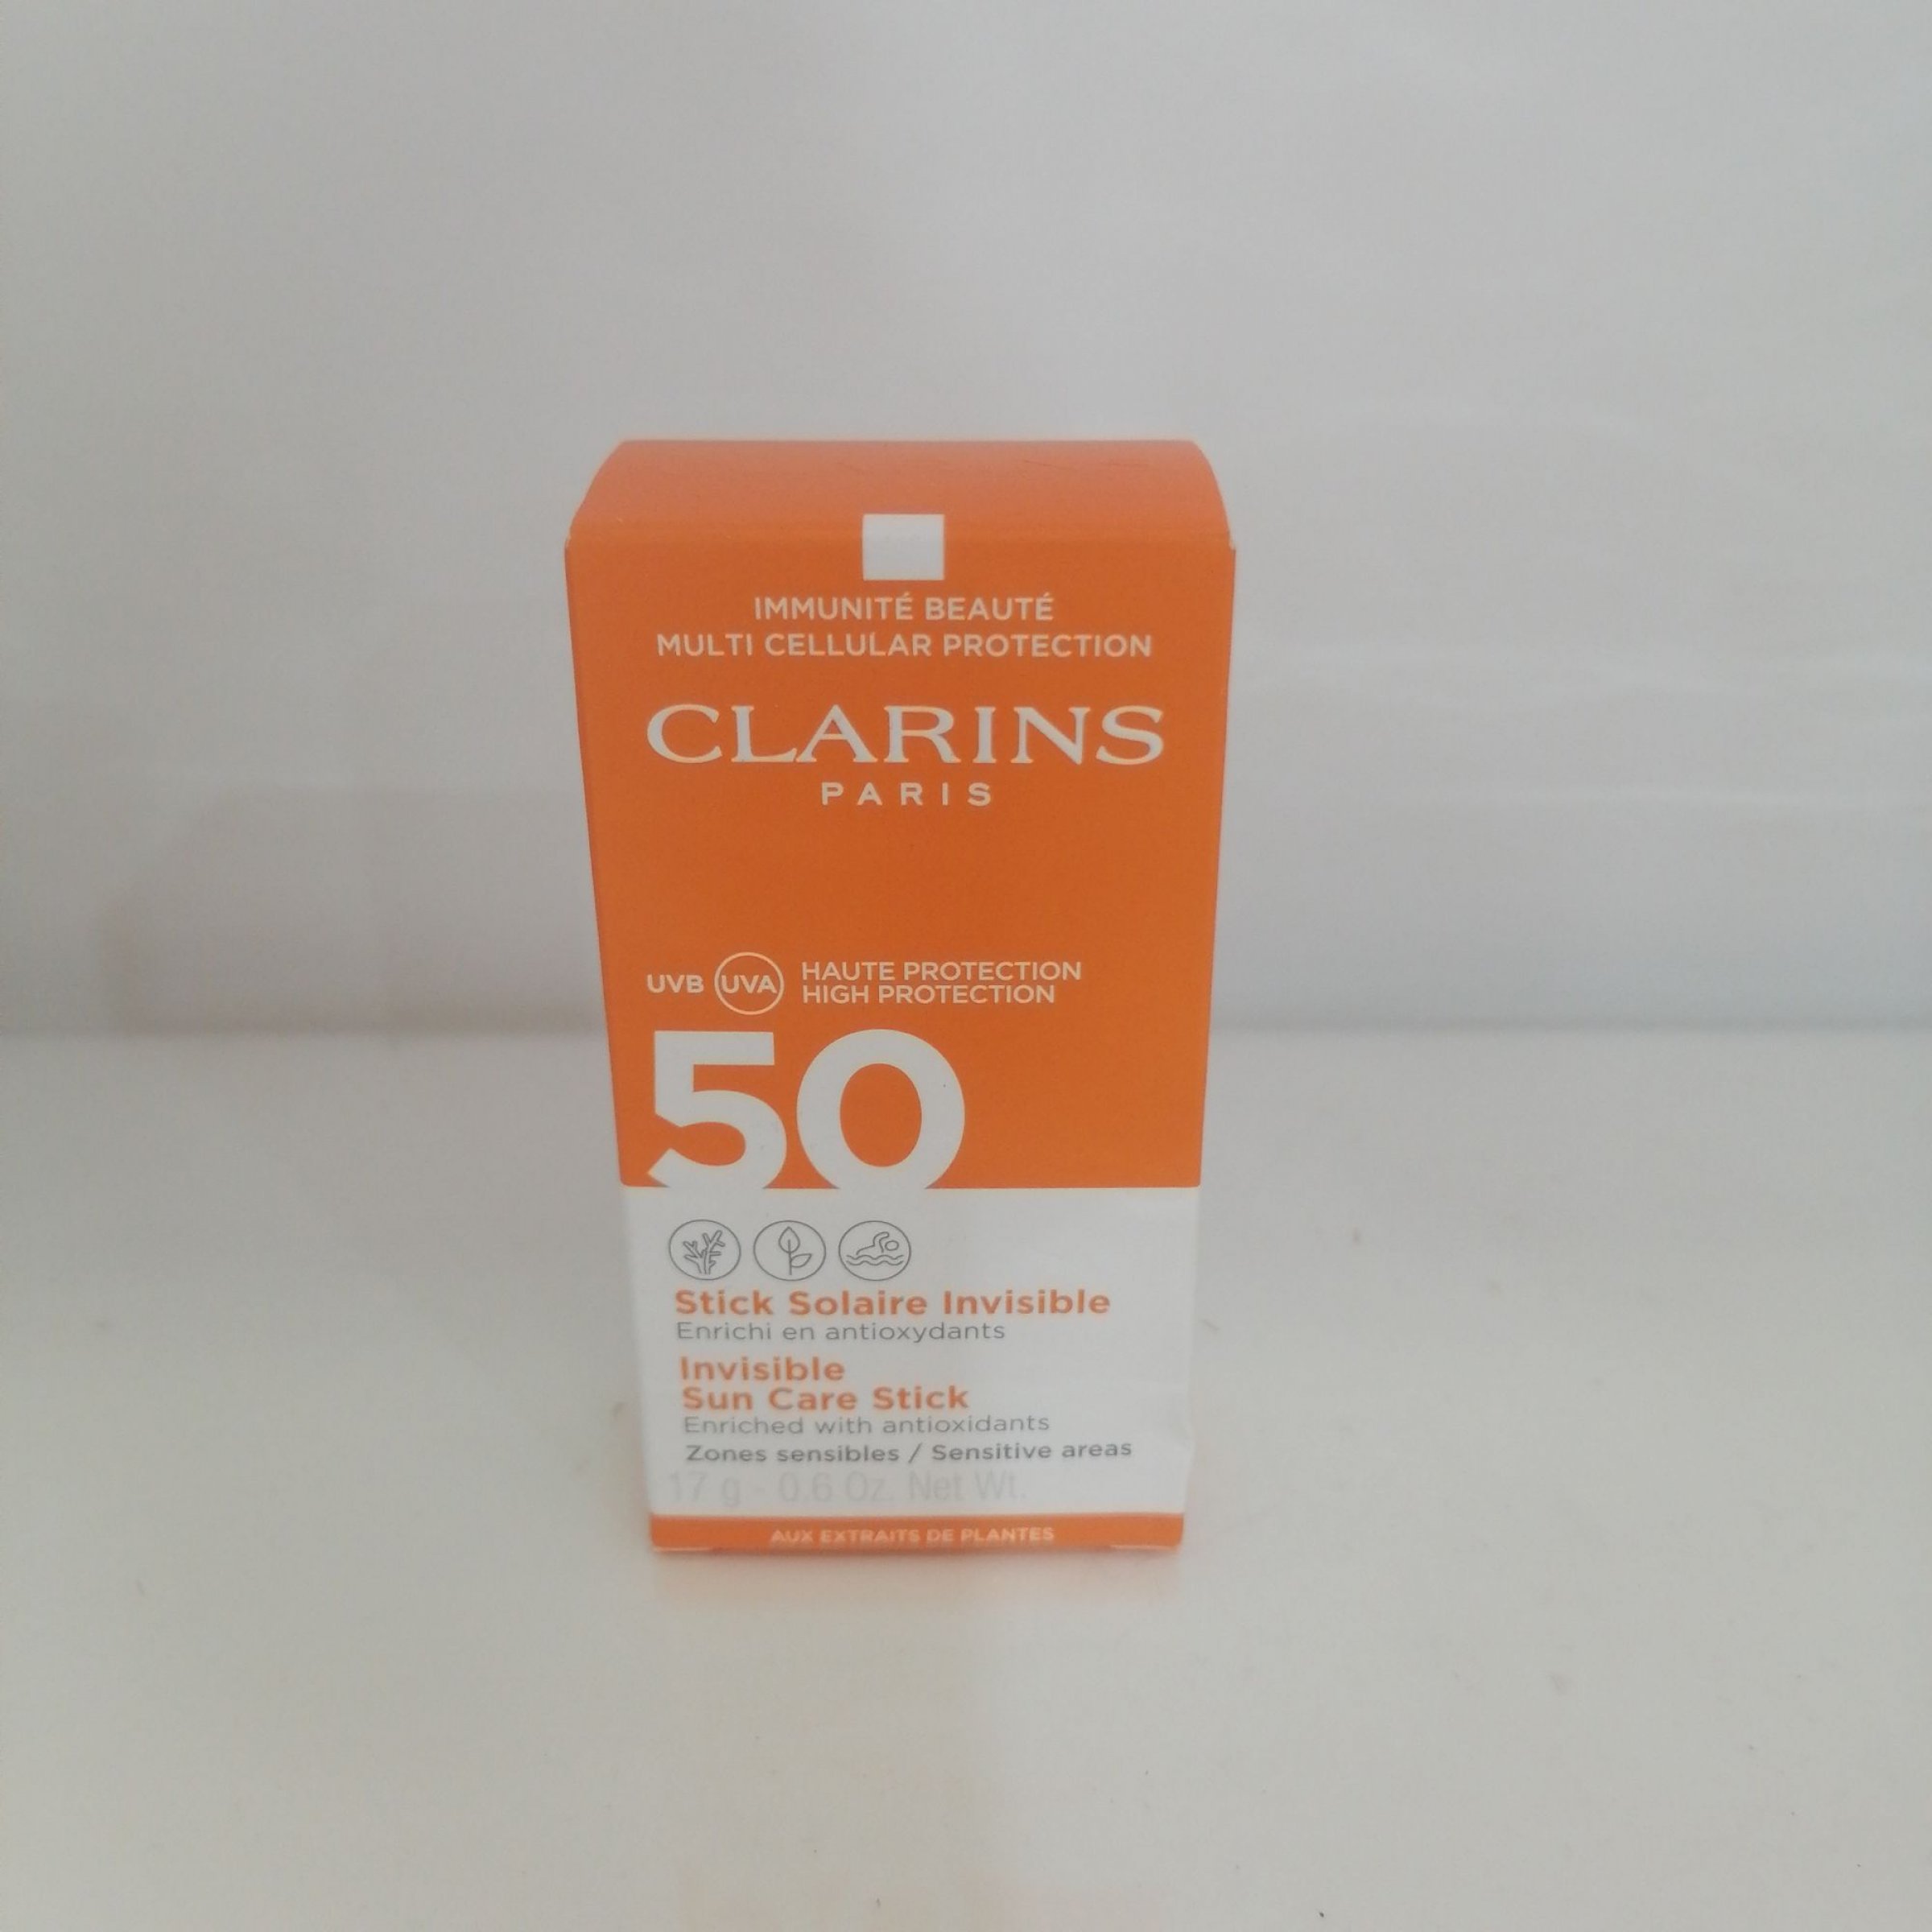 IMMUNITÉ BEAUTÉ
MULTI CELLULAR PROTECTION
CLARINS
PARIS
UVB UVA HAUTE PROTECTION
HIGH PROTECTION
50
Stick Solaire Invisible
Enrichi en antioxydants
Invisible
Sun Care Stick
Enriched with antioxidants
Zones sensibles / Sensitive areas
17 g - 0.6 Oz. Net Wt.
AUX EXTRAITS DE PLANTES